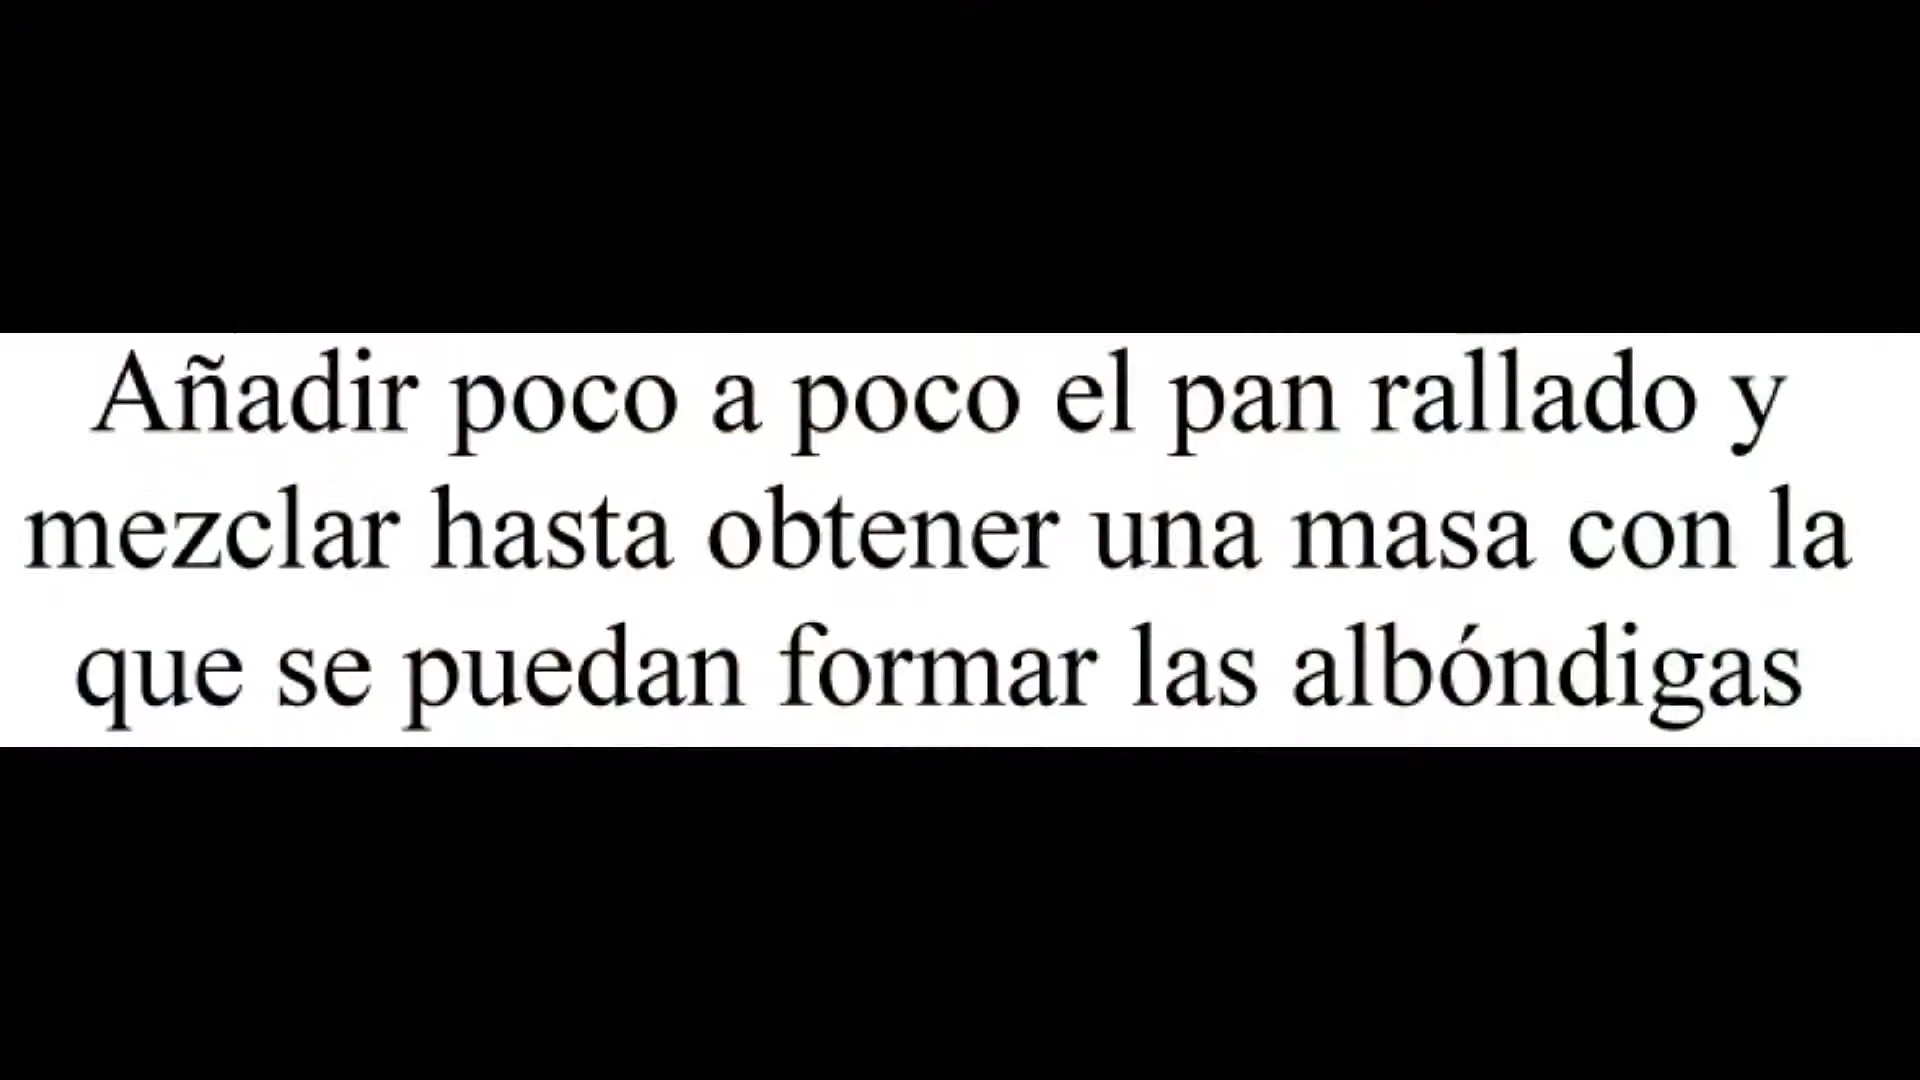 Añadir poco a poco el pan rallado y
mezclar hasta obtener una masa con la
que se puedan formar las albóndigas